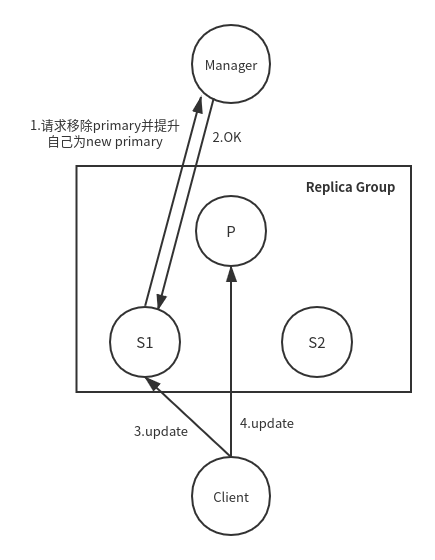 Manager
1.请求移除primary并提升
自己为new primary
2.OK
Replica Group
P
S1
S2
3.update
4.update
Client